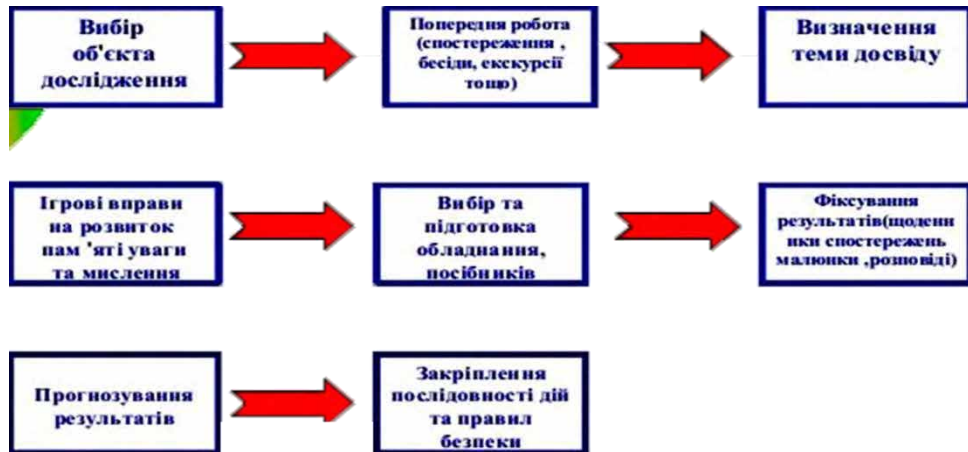 Вибір
об'єкта
дослідження
Попередня робота
(спостереження ,
бесіди, екскурсії
тощо)
Визначення
теми досвіду
Ігрові вправи
на розвиток
пам 'яті уваги
та мислення
Вибір та
підготовка
обладнання,
посібників
Фіксування
результатів(щоденн
ики спостережень
малюнки ,розповіді)
Прогнозування
результатів
Закріплення
послідовності дій
та правил
безпеки